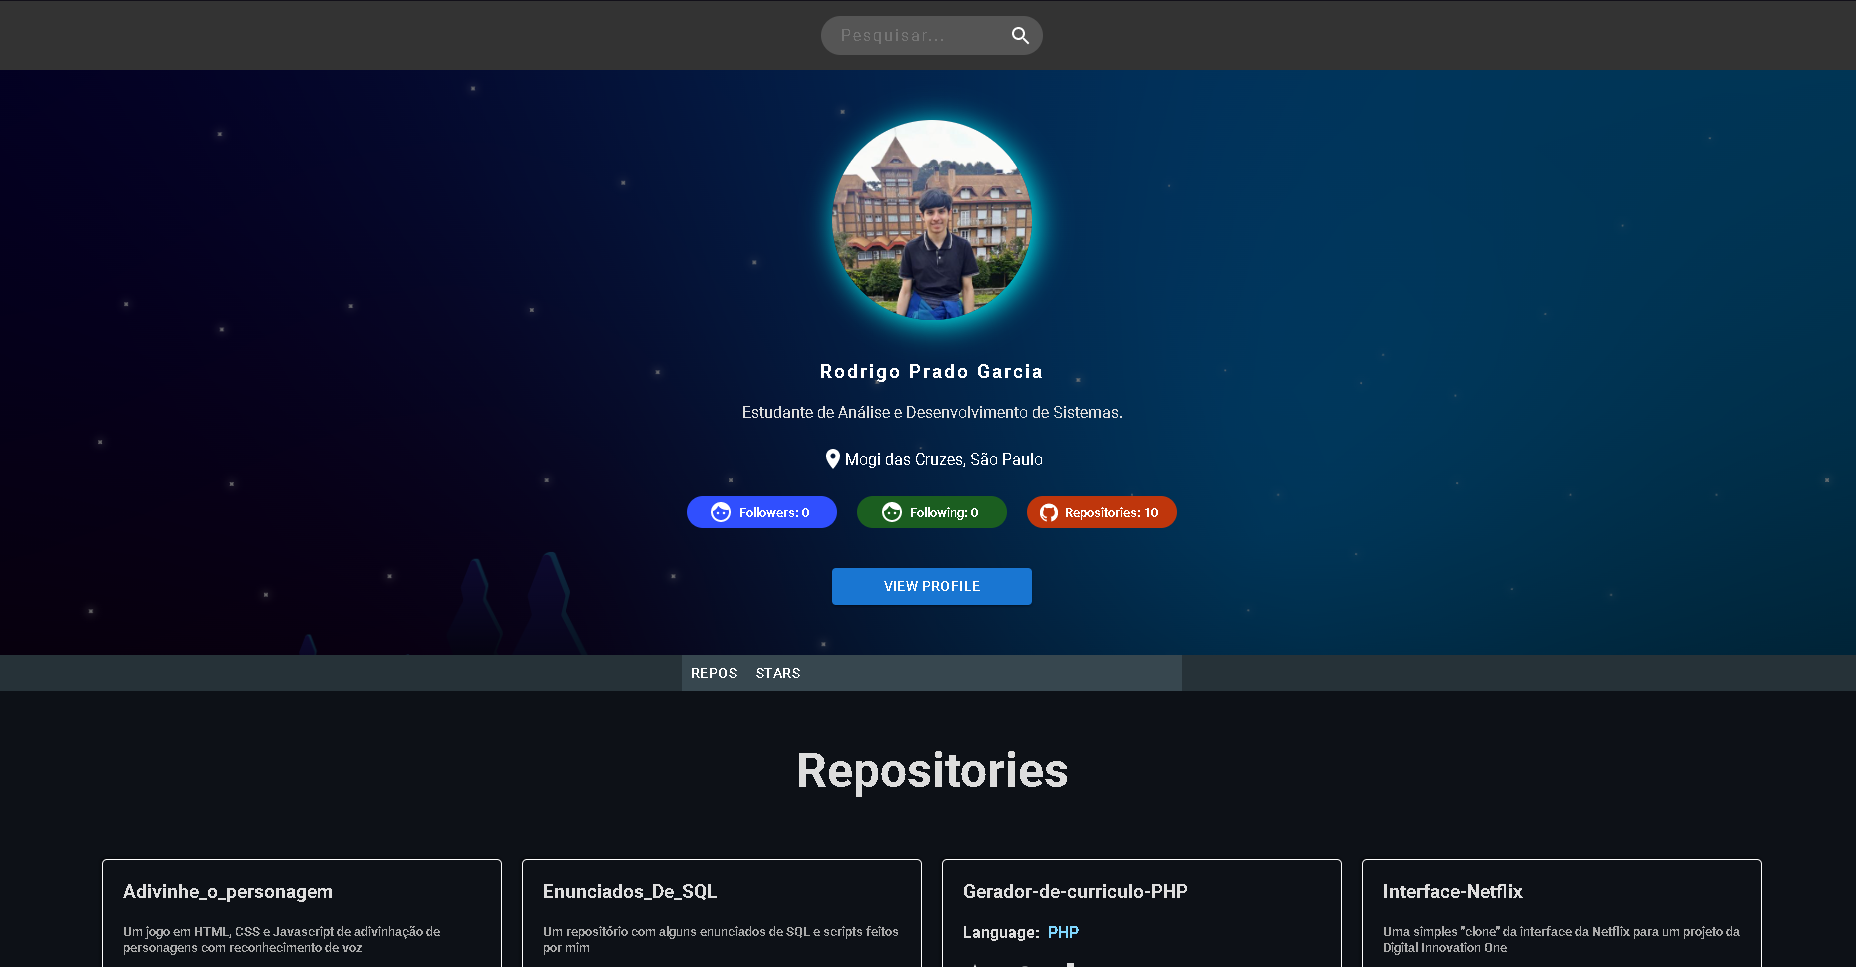 Pesquisar...
Rodrigo Prado Garcia
Estudante de Análise e Desenvolvimento de Sistemas.
Mogi das Cruzes, São Paulo
Followers: 0
Following: 0
Repositories: 10
VIEW PROFILE
REPOS
STARS
Repositories
Adivinhe_o_personagem
Um jogo em HTML, CSS e Javascript de adivinhação de
personagens com reconhecimento de voz
Enunciados_De_SQL
Um repositório com alguns enunciados de SQL e scripts feitos
por mim
Gerador-de-curriculo-PHP
Language: PHP
Interface-Netflix
Uma simples "clone" da interface da Netflix para um projeto da
Digital Innovation One